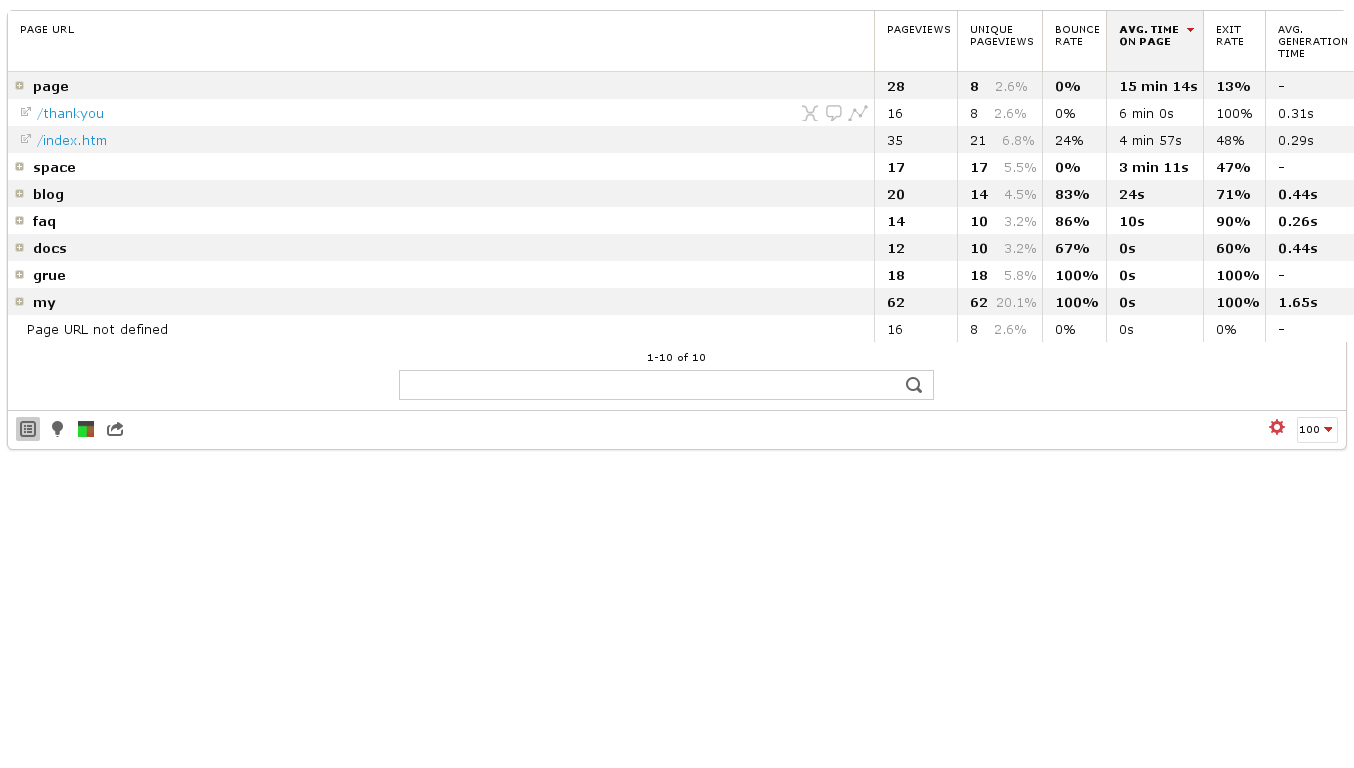 PAGE URL PAGEVIEWS UNIQUE PAGEVIEWS BOUNCE RATE AVG. TIME ON PAGE EXIT RATE AVG. GENERATION TIME
page 28 8 2.6% 0% 15 min 14s 13% -
/thankyou 16 8 2.6% 0% 6 min 0s 100% 0.31s
/index.htm 35 21 6.8% 24% 4 min 57s 48% 0.29s
space 17 17 5.5% 0% 3 min 11s 47% -
blog 20 14 4.5% 83% 24s 71% 0.44s
faq 14 10 3.2% 86% 10s 90% 0.26s
docs 12 10 3.2% 67% 0s 60% 0.44s
grue 18 18 5.8% 100% 0s 100% -
my 62 62 20.1% 100% 0s 100% 1.65s
Page URL not defined 16 8 2.6% 0% 0s 0% -
1-10 of 10
100